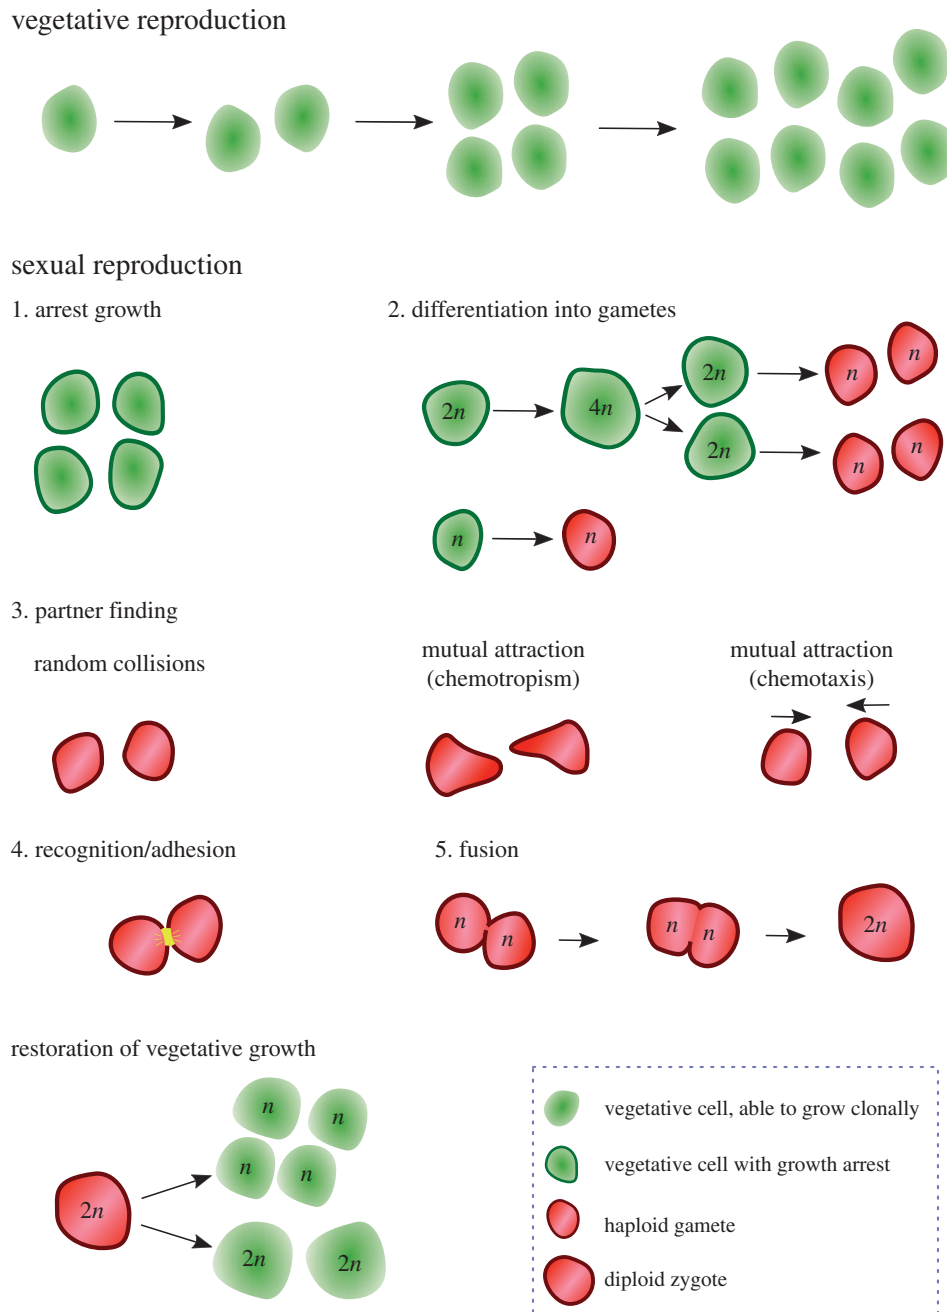 vegetative reproduction
sexual reproduction
1. arrest growth
2. differentiation into gametes
2n
4n
2n
2n
n
n
n
n
n
n
3. partner finding
random collisions
mutual attraction
(chemotropism)
mutual attraction
(chemotaxis)
4. recognition/adhesion
5. fusion
n
n
n
n
2n
restoration of vegetative growth
n
n
n
n
2n
2n
2n
vegetative cell, able to grow clonally
vegetative cell with growth arrest
haploid gamete
diploid zygote